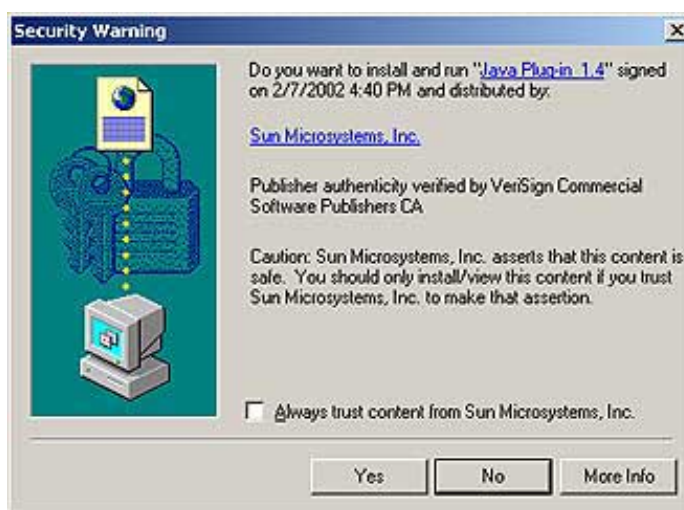 Security Warning
Do you want to install and run "Java Plug-in 1.4" signed
on 2/7/2002 4:40 PM and distributed by:
Sun Microsystems, Inc.
Publisher authenticity verified by VeriSign Commercial
Software Publishers CA
Caution: Sun Microsystems, Inc. asserts that this content is
safe. You should only install/view this content if you trust
Sun Microsystems, Inc. to make that assertion.
Always trust content from Sun Microsystems, Inc.
Yes No More Info